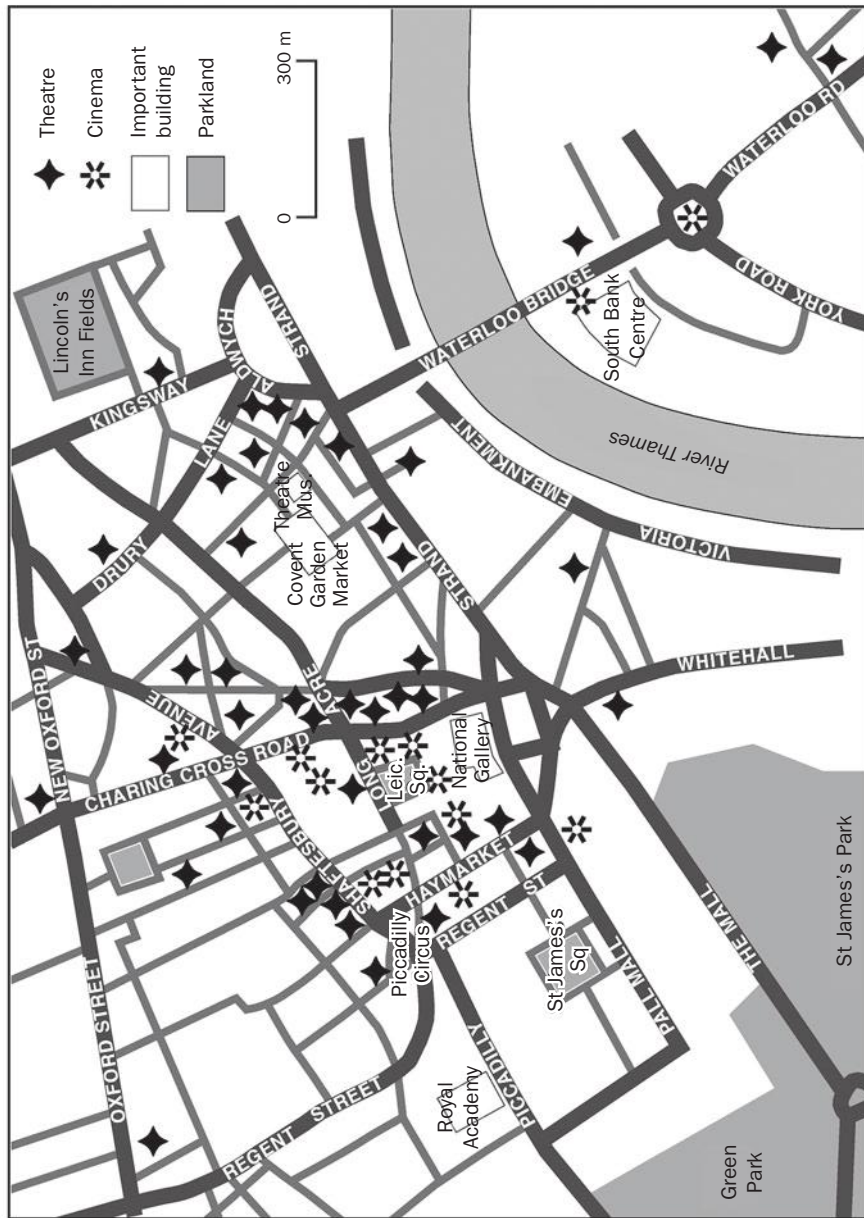 Theatre
Cinema
Important
building
Parkland
0 300 m
Lincoln's
Inn Fields
KINGSWAY
ALDWYCH
STRAND
DRURY LANE
NEW OXFORD ST
Theatre
Mus.
Covent
Garden
Market
LONG ACRE
SHAFTESBURY AVENUE
CHARING CROSS ROAD
OXFORD STREET
REGENT STREET
Leic.
Sq.
National
Gallery
STRAND
HAYMARKET
REGENT ST
Piccadilly
Circus
Royal
Academy
PICCADILLY
St James's
Sq
PALL MALL
THE MALL
WHITEHALL
VICTORIA EMBANKMENT
River Thames
WATERLOO BRIDGE
South Bank
Centre
YORK ROAD
WATERLOO RD
St James's Park
Green
Park